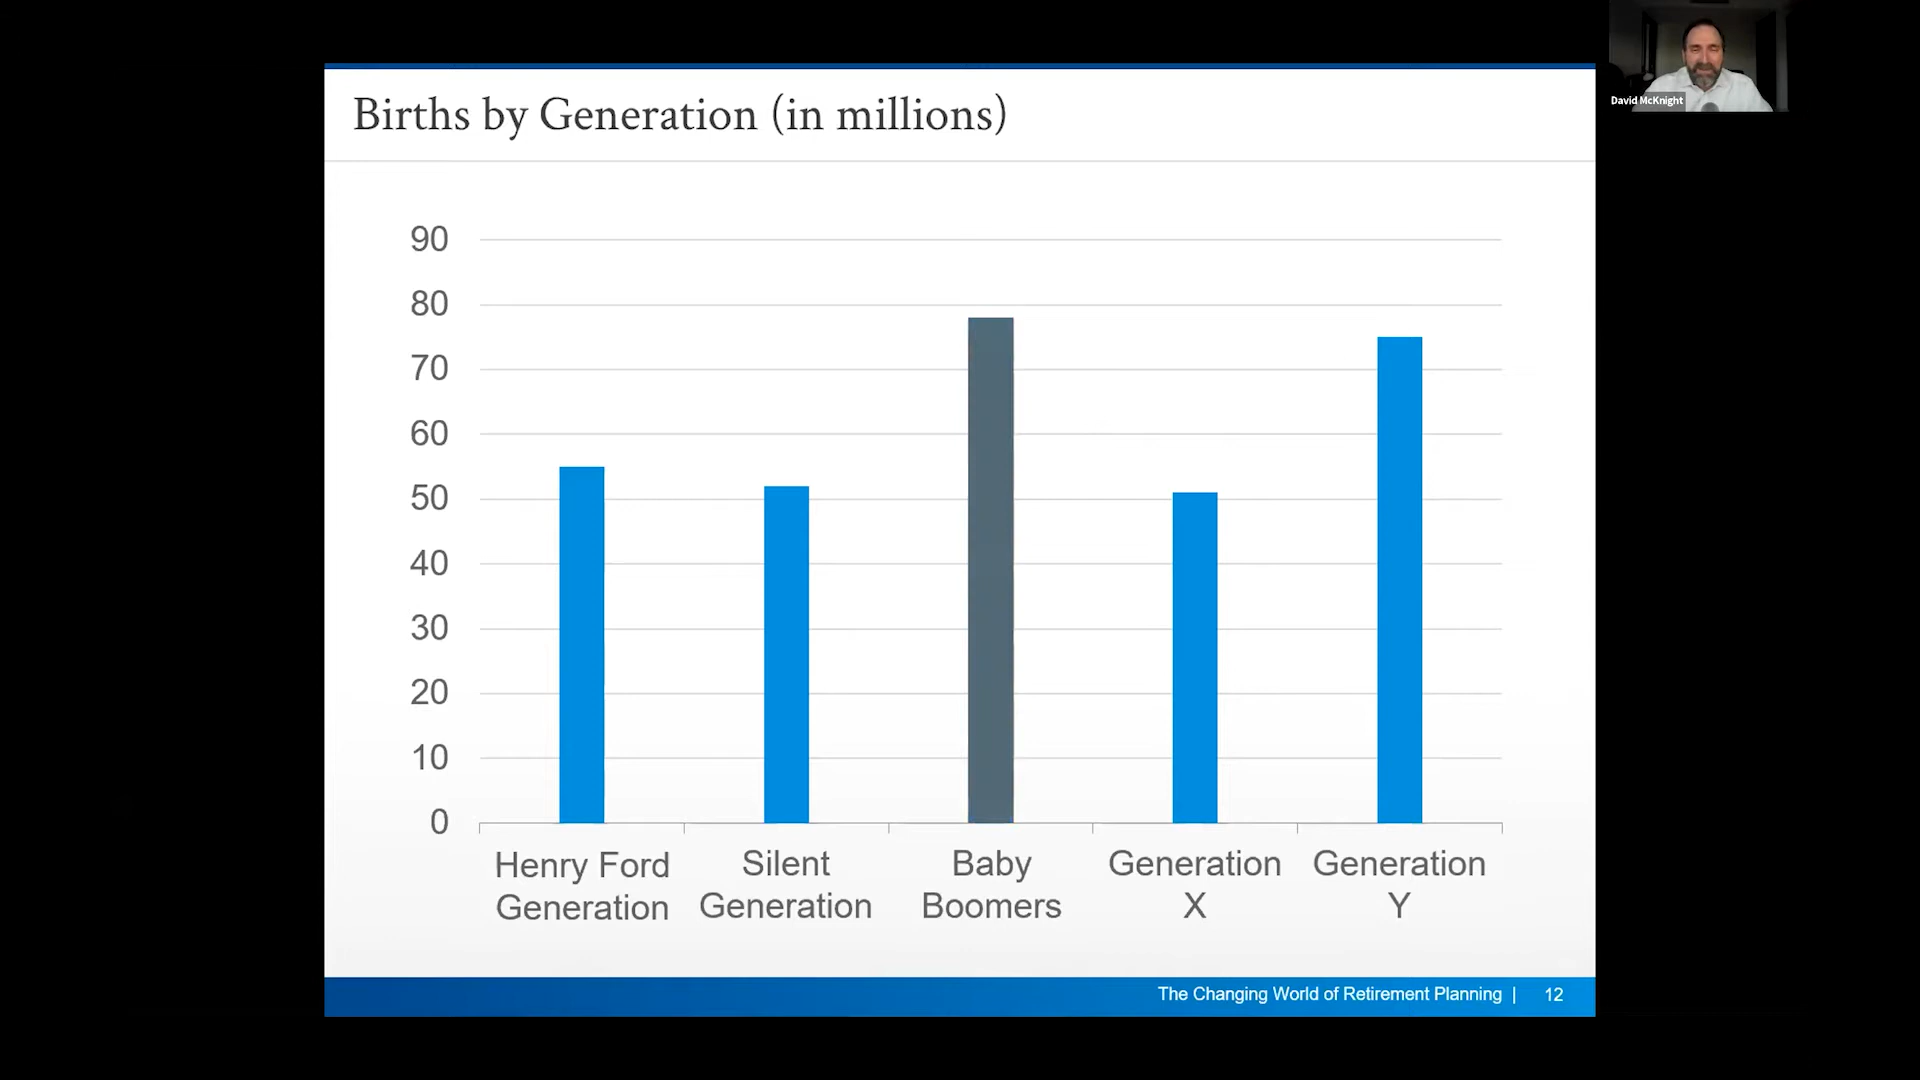 David McKnight
Births by Generation (in millions)
90
80
70
60
50
40
30
20
10
0
Henry Ford Generation
Silent Generation
Baby Boomers
Generation X
Generation Y
The Changing World of Retirement Planning | 12